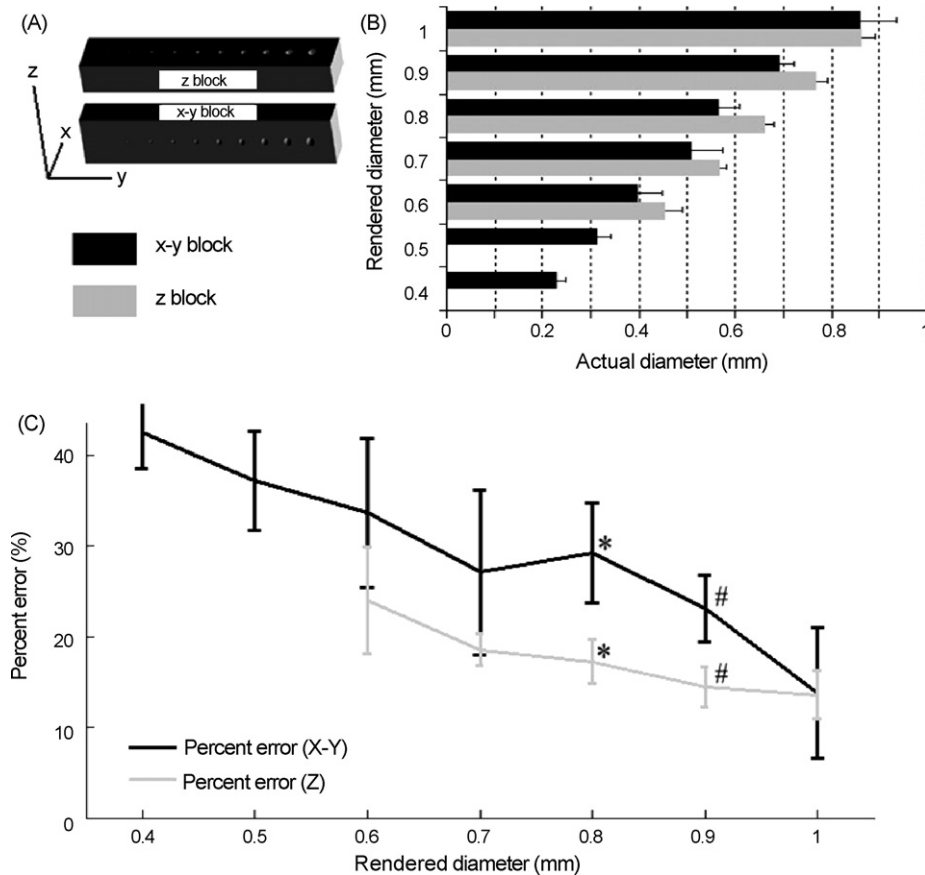 (A)
z block
x-y block
z
x
y
x-y block
z block
(B)
Rendered diameter (mm)
1
0.9
0.8
0.7
0.6
0.5
0.4
0 0.2 0.4 0.6 0.8 1
Actual diameter (mm)
(C)
Percent error (%)
40
30
20
10
0
* #
* #
Percent error (X-Y)
Percent error (Z)
0.4 0.5 0.6 0.7 0.8 0.9 1
Rendered diameter (mm)